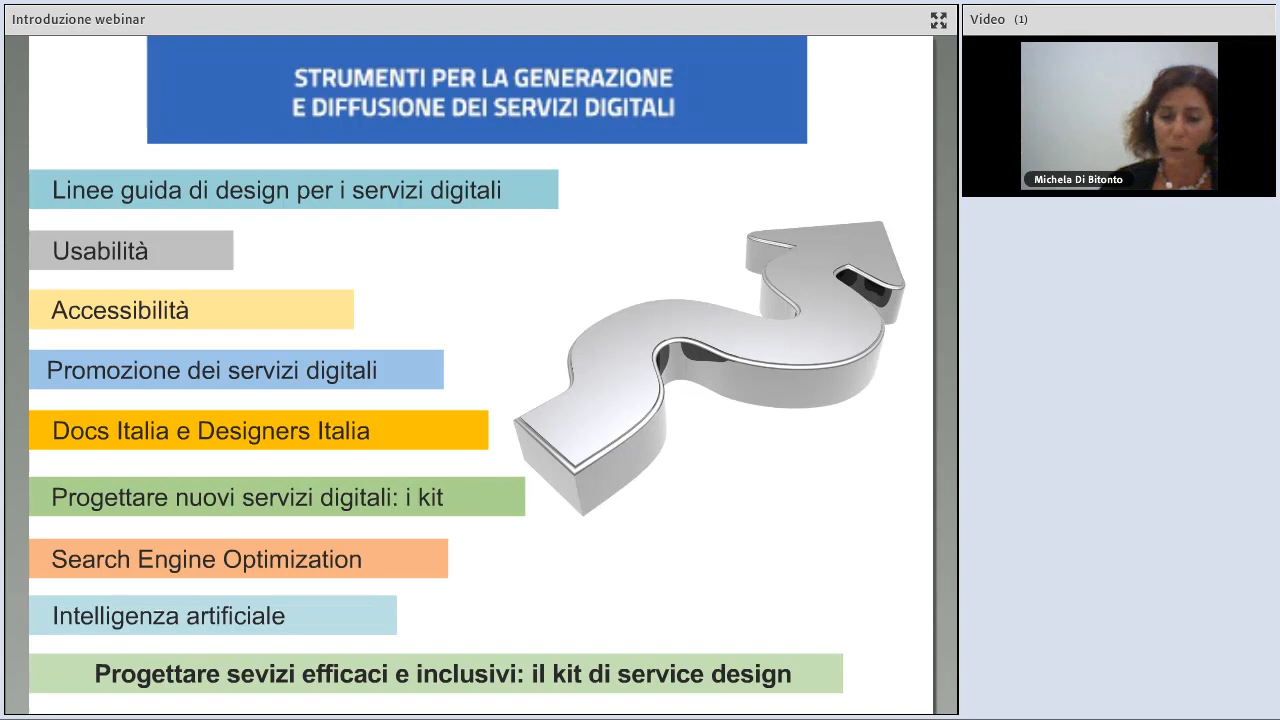 Introduzione webinar
Video (1)
STRUMENTI PER LA GENERAZIONE
E DIFFUSIONE DEI SERVIZI DIGITALI
Linee guida di design per i servizi digitali
Usabilità
Accessibilità
Promozione dei servizi digitali
Docs Italia e Designers Italia
Progettare nuovi servizi digitali: i kit
Search Engine Optimization
Intelligenza artificiale
Progettare sevizi efficaci e inclusivi: il kit di service design
Michela Di Bitonto